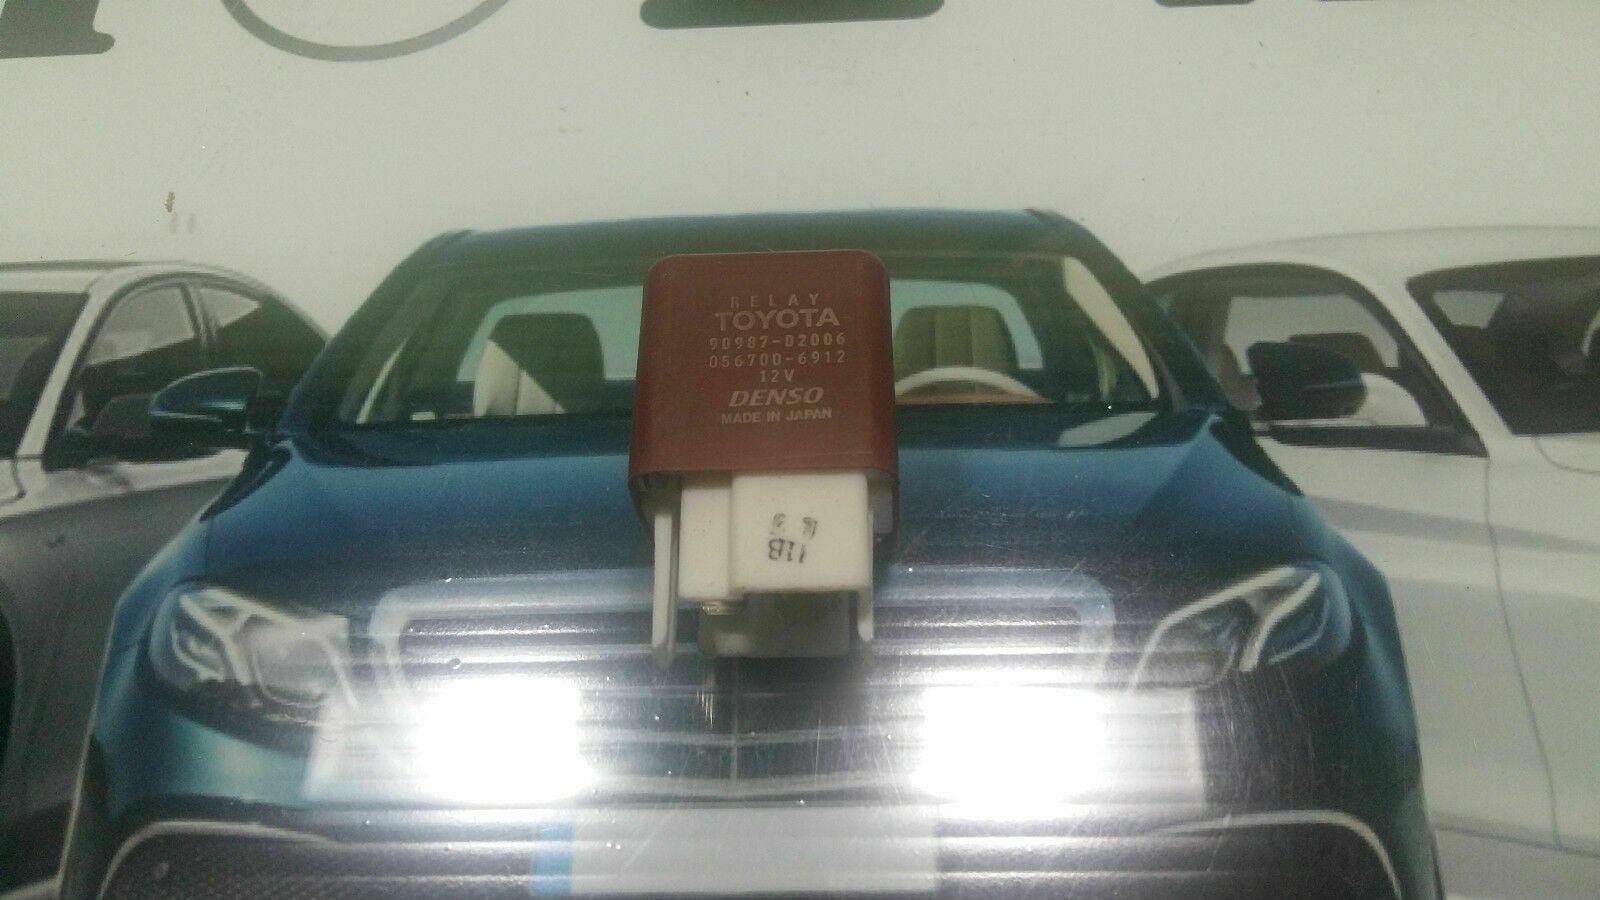 RELAY
TOYOTA
90987-02006
056700-6912
12V
DENSO
MADE IN JAPAN
11B